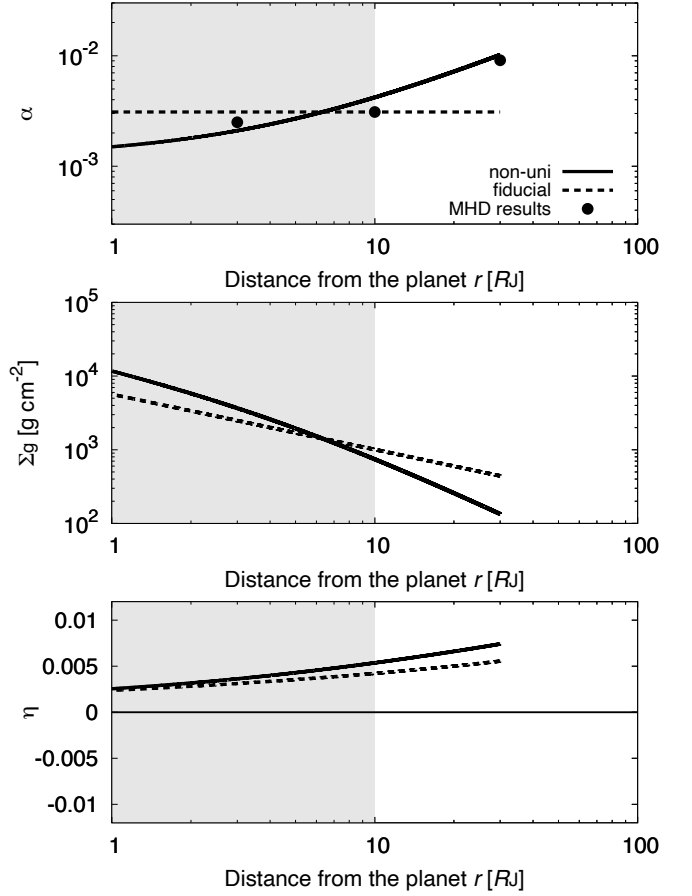 10^-2
α
10^-3
non-uni
fiducial
MHD results
1 10 100
Distance from the planet r [RJ]
10^5
10^4
Σg [g cm^-2]
10^3
10^2
1 10 100
Distance from the planet r [RJ]
0.01
0.005
η
0
-0.005
-0.01
1 10 100
Distance from the planet r [RJ]